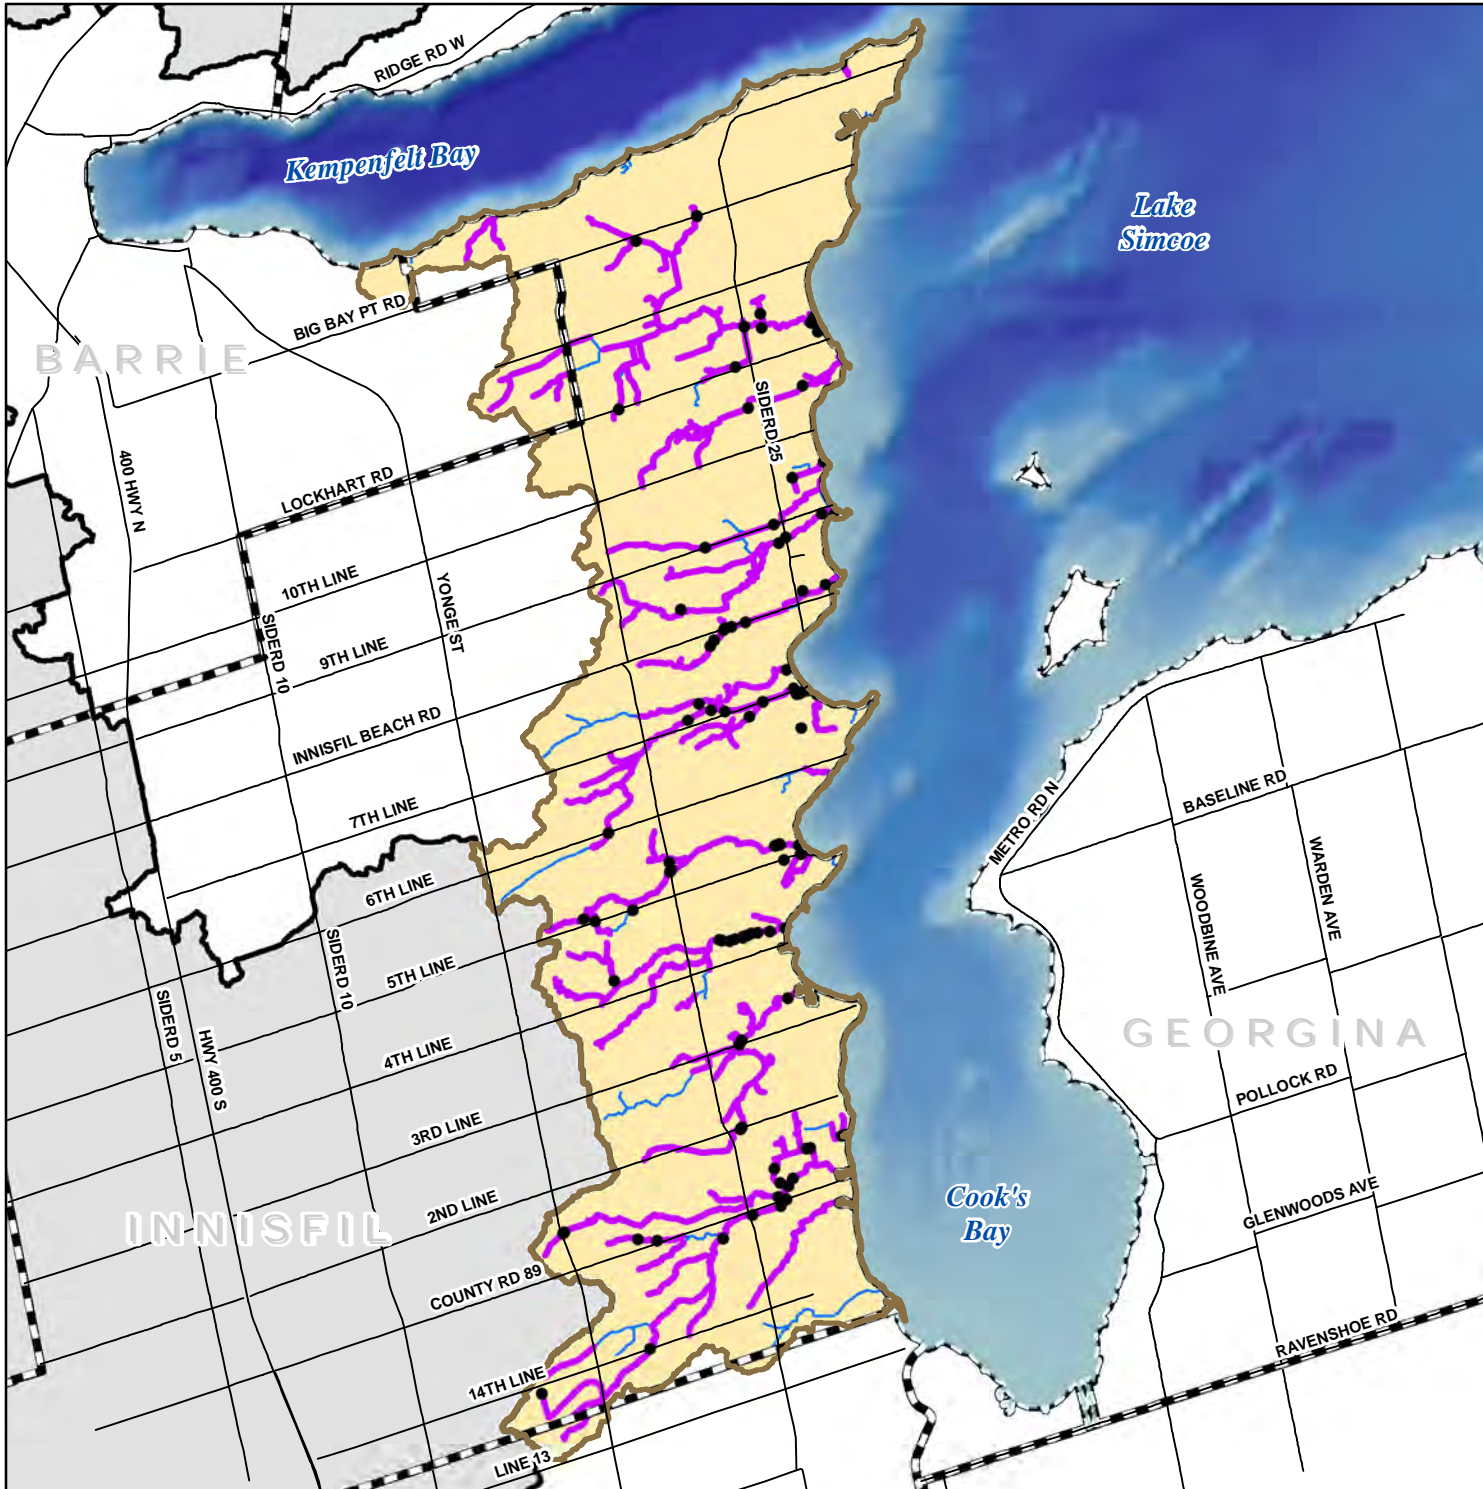 RIDGE RD W
Kempenfelt Bay
Lake
Simcoe
BIG BAY PT RD
BARRIE
SIDERD 25
400 HWY N
LOCKHART RD
10TH LINE
YONGE ST
SIDERD 10
9TH LINE
INNISFIL BEACH RD
7TH LINE
METRO RD N
BASELINE RD
WARDEN AVE
WOODBINE AVE
6TH LINE
SIDERD 10
5TH LINE
SIDERD 5
HWY 400 S
4TH LINE
GEORGINA
POLLOCK RD
3RD LINE
2ND LINE
INNISFIL
Cook's
Bay
GLENWOODS AVE
COUNTY RD 89
RAVENSHOE RD
14TH LINE
LINE 13